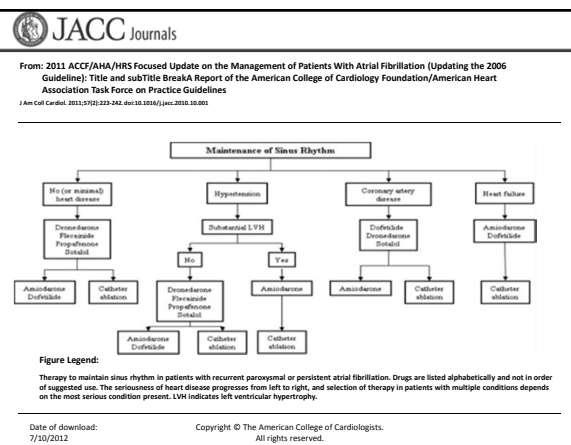 JACC Journals
From: 2011 ACCF/AHA/HRS Focused Update on the Management of Patients With Atrial Fibrillation (Updating the 2006
Guideline): Title and subTitle BreakA Report of the American College of Cardiology Foundation/American Heart
Association Task Force on Practice Guidelines
J Am Coll Cardiol. 2011;57(2):223-242. doi:10.1016/j.jacc.2010.10.001
Maintenance of Sinus Rhythm
No (or minimal)
heart disease
Hypertension
Coronary artery
disease
Heart failure
Dronedarone
Flecainide
Propafenone
Sotalol
Substantial LVH
Dofetilide
Dronedarone
Sotalol
Amiodarone
Dofetilide
No
Yes
Amiodarone
Dofetilide
Catheter
ablation
Dronedarone
Flecainide
Propafenone
Sotalol
Amiodarone
Amiodarone
Catheter
ablation
Catheter
ablation
Amiodarone
Dofetilide
Catheter
ablation
Catheter
ablation
Figure Legend:
Therapy to maintain sinus rhythm in patients with recurrent paroxysmal or persistent atrial fibrillation. Drugs are listed alphabetically and not in order
of suggested use. The seriousness of heart disease progresses from left to right, and selection of therapy in patients with multiple conditions depends
on the most serious condition present. LVH indicates left ventricular hypertrophy.
Date of download:
7/10/2012
Copyright © The American College of Cardiologists.
All rights reserved.